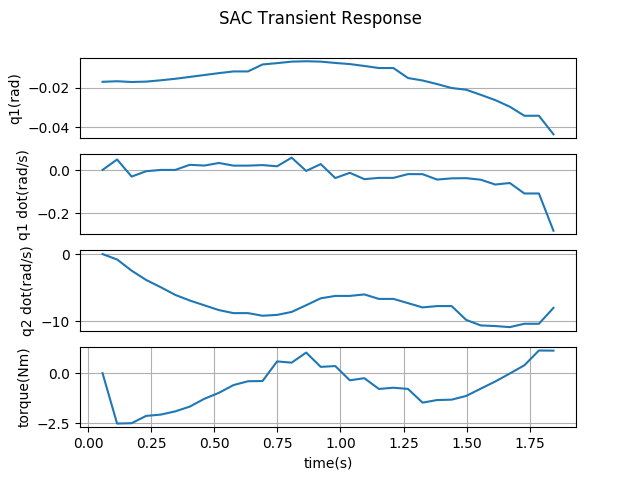 SAC Transient Response
q1(rad)
−0.02
−0.04
q1 dot(rad/s)
0.0
−0.2
q2 dot(rad/s)
0
−10
torque(Nm)
0.0
−2.5
0.00 0.25 0.50 0.75 1.00 1.25 1.50 1.75
time(s)